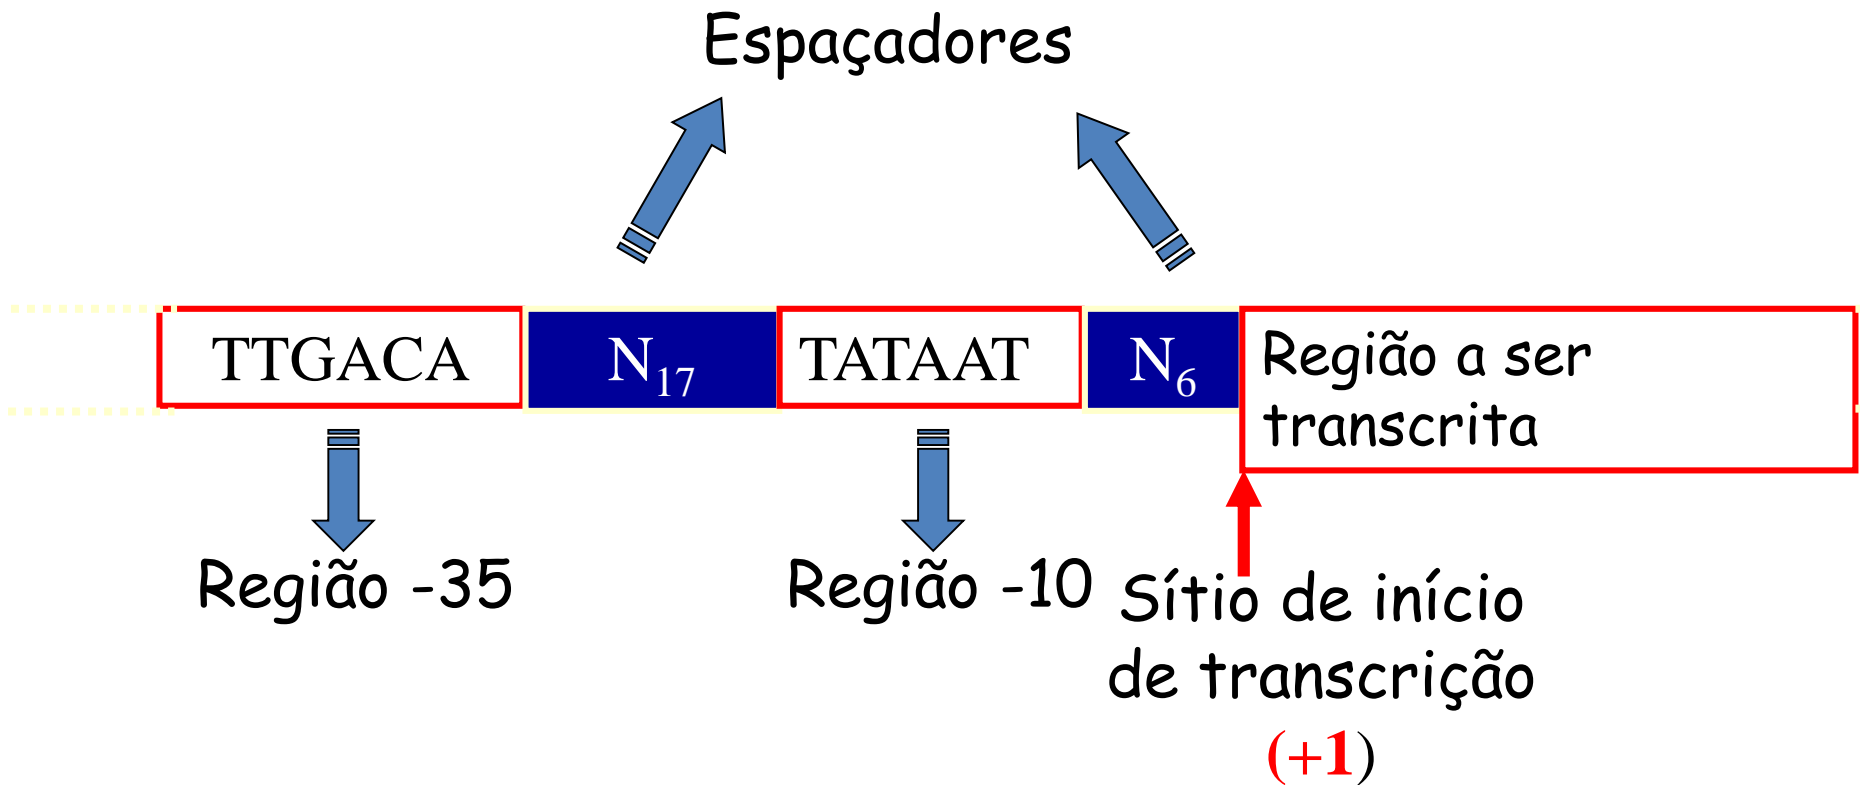 Espaçadores
TTGACA N₁₇ TATAAT N₆ Região a ser
transcrita
Região -35 Região -10 Sítio de início
de transcrição
(+1)